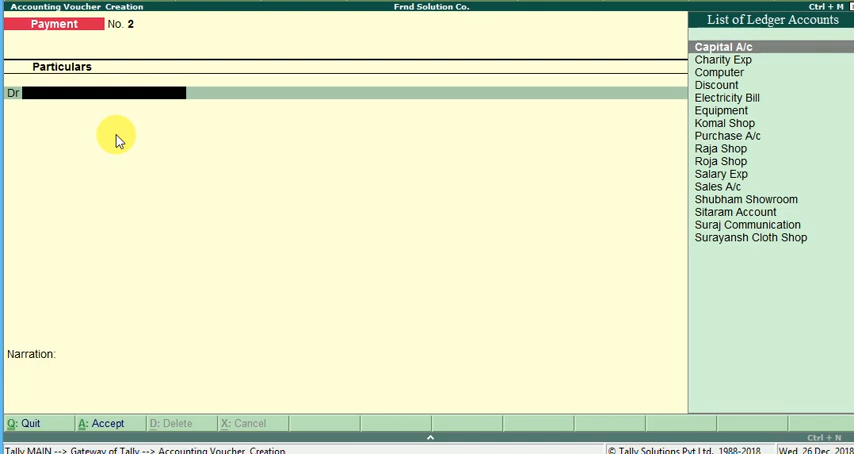 Accounting Voucher Creation Frnd Solution Co. Ctrl + M
Payment No. 2
List of Ledger Accounts
Particulars
Dr
Capital A/c
Charity Exp
Computer
Discount
Electricity Bill
Equipment
Komal Shop
Purchase A/c
Raja Shop
Roja Shop
Salary Exp
Sales A/c
Shubham Showroom
Sitaram Account
Suraj Communication
Surayansh Cloth Shop
Narration:
Q: Quit A: Accept D: Delete X: Cancel
Ctrl + N
Tally MAIN --> Gateway of Tally --> Accounting Voucher Creation © Tally Solutions Pvt Ltd., 1988-2018 Wed, 26 Dec, 2018